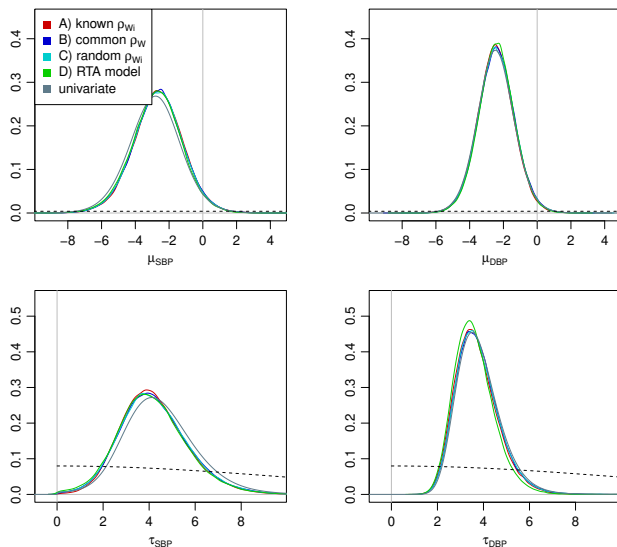 A) known ρWi
B) common ρW
C) random ρWi
D) RTA model
univariate
0.0 0.1 0.2 0.3 0.4
-8 -6 -4 -2 0 2 4
μSBP
0.0 0.1 0.2 0.3 0.4
-8 -6 -4 -2 0 2 4
μDBP
0.0 0.1 0.2 0.3 0.4 0.5
0 2 4 6 8
τSBP
0.0 0.1 0.2 0.3 0.4 0.5
0 2 4 6 8
τDBP